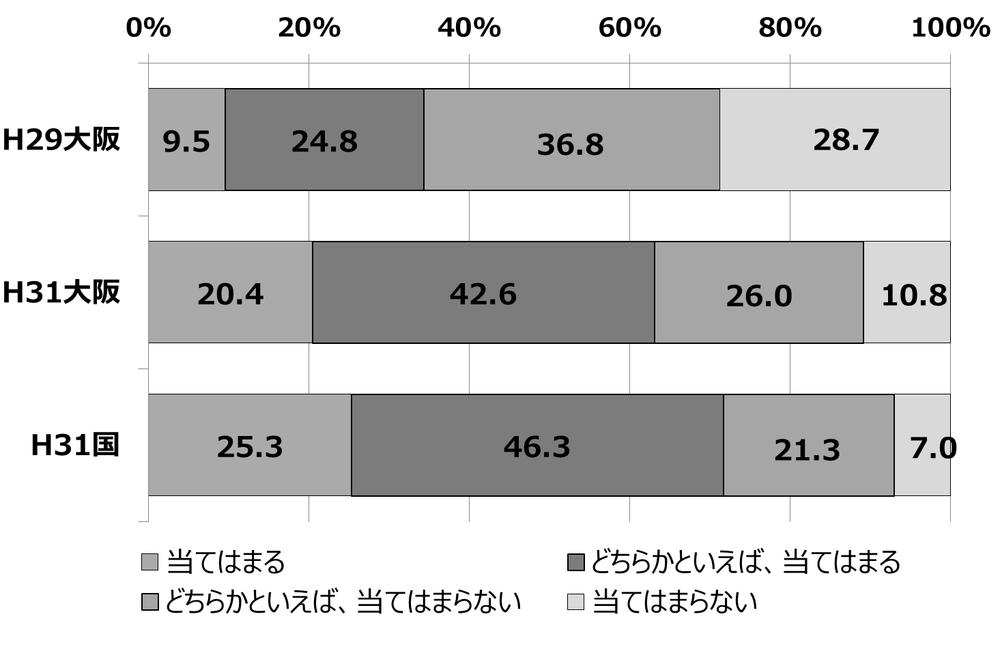 0% 20% 40% 60% 80% 100%
H29大阪 9.5 24.8 36.8 28.7
H31大阪 20.4 42.6 26.0 10.8
H31国 25.3 46.3 21.3 7.0
当てはまる どちらかといえば、当てはまる
どちらかといえば、当てはまらない 当てはまらない